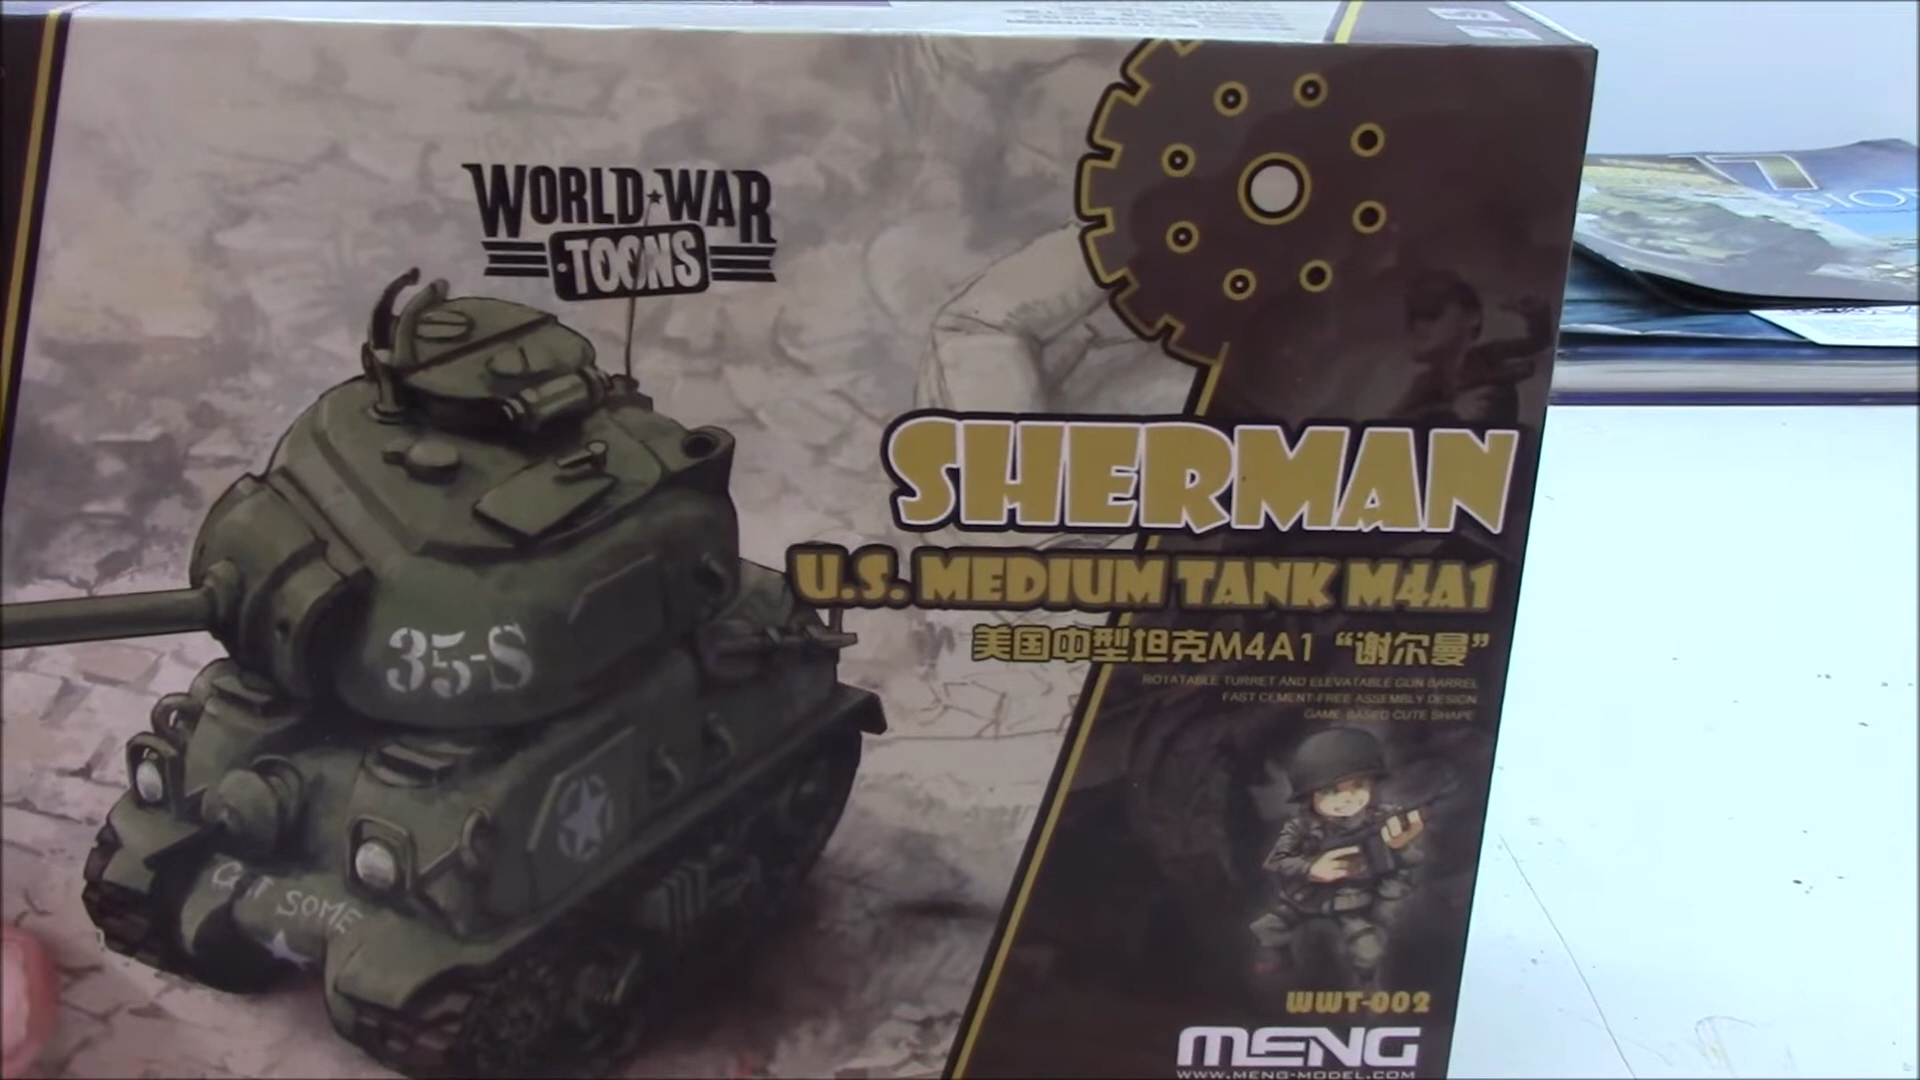 WORLD WAR
TOONS
SHERMAN
U.S. MEDIUM TANK M4A1
美国中型坦克M4A1 “谢尔曼”
ROTATABLE TURRET AND ELEVATABLE GUN BARREL
FAST CEMENT-FREE ASSEMBLY DESIGN
GAME-BASED CUTE SHAPE
35-S
GET SOME
WWT-002
MENG
WWW.MENG-MODEL.COM